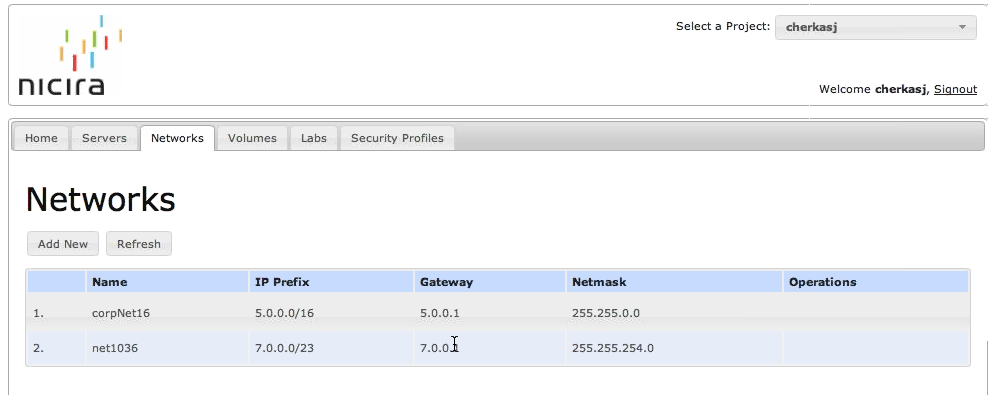 Select a Project: cherkasj
nicira
Welcome cherkasj, Signout
Home Servers Networks Volumes Labs Security Profiles
Networks
Add New Refresh
Name IP Prefix Gateway Netmask Operations
1. corpNet16 5.0.0.0/16 5.0.0.1 255.255.0.0
2. net1036 7.0.0.0/23 7.0.0.1 255.255.254.0